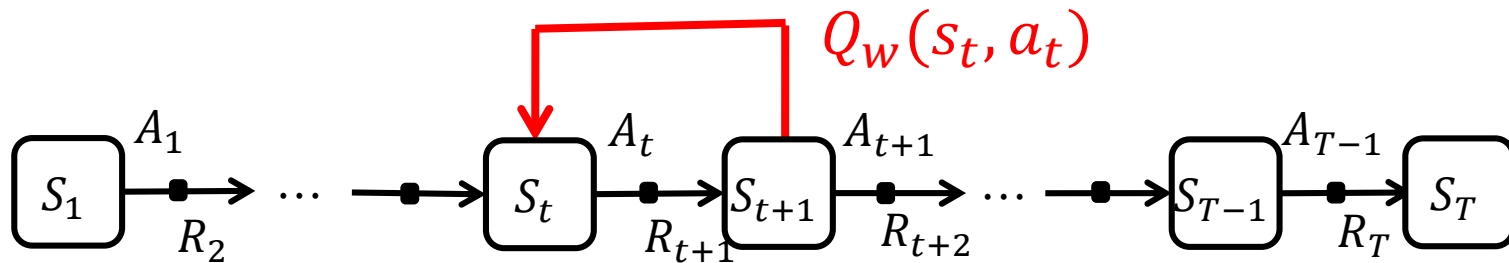 Q_w(s_t, a_t)
A_1 A_t A_{t+1} A_{T-1}
S_1 ... S_t S_{t+1} ... S_{T-1} S_T
R_2 R_{t+1} R_{t+2} R_T